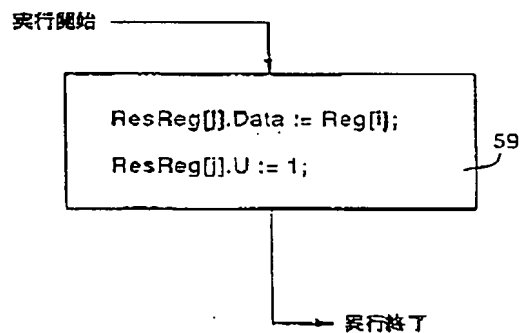 実行開始
ResReg[j].Data := Reg[i];
ResReg[j].U := 1;
59
実行終了